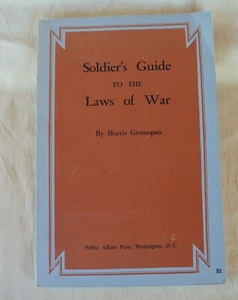 Soldier's Guide
TO THE
Laws of War
By Morris Greenspan
Public Affairs Press, Washington, D. C.
$2